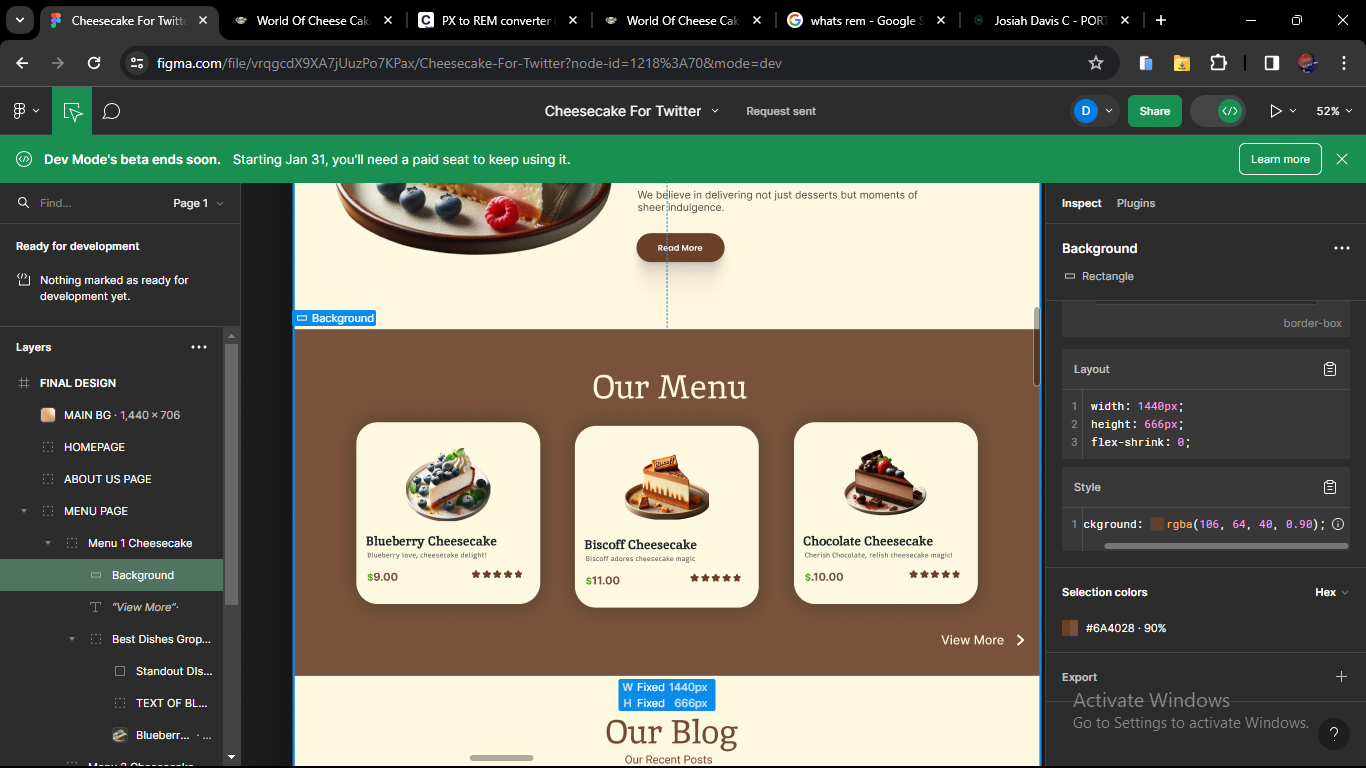 Cheesecake For Twitte
World Of Cheese Cak
PX to REM converter
World Of Cheese Cak
whats rem - Google S
Josiah Davis C - PORT
figma.com/file/vrqgcdX9XA7jUuzPo7KPax/Cheesecake-For-Twitter?node-id=1218%3A70&mode=dev
Cheesecake For Twitter
Request sent
D
Share
52%
Dev Mode's beta ends soon. Starting Jan 31, you'll need a paid seat to keep using it.
Learn more
Find...
Page 1
Ready for development
Nothing marked as ready for
development yet.
Layers
FINAL DESIGN
MAIN BG · 1,440 × 706
HOMEPAGE
ABOUT US PAGE
MENU PAGE
Menu 1 Cheesecake
Background
"View More"·
Best Dishes Grop...
Standout DIs...
TEXT OF BL...
Blueberr... · ...
Menu 2 Cheesecake
We believe in delivering not just desserts but moments of
sheer indulgence.
Read More
Background
Our Menu
Blueberry Cheesecake
Blueberry love, cheesecake delight!
$9.00
Biscoff
Biscoff Cheesecake
Biscoff adores cheesecake magic
$11.00
Chocolate Cheesecake
Cherish Chocolate, relish cheesecake magic!
$.10.00
View More
W Fixed 1440px
H Fixed 666px
Our Blog
Our Recent Posts
Inspect
Plugins
Background
Rectangle
border-box
Layout
1 width: 1440px;
2 height: 666px;
3 flex-shrink: 0;
Style
1 ckground: rgba(106, 64, 40, 0.90);
Selection colors
Hex
#6A4028 · 90%
Export
Activate Windows
Go to Settings to activate Windows.
?